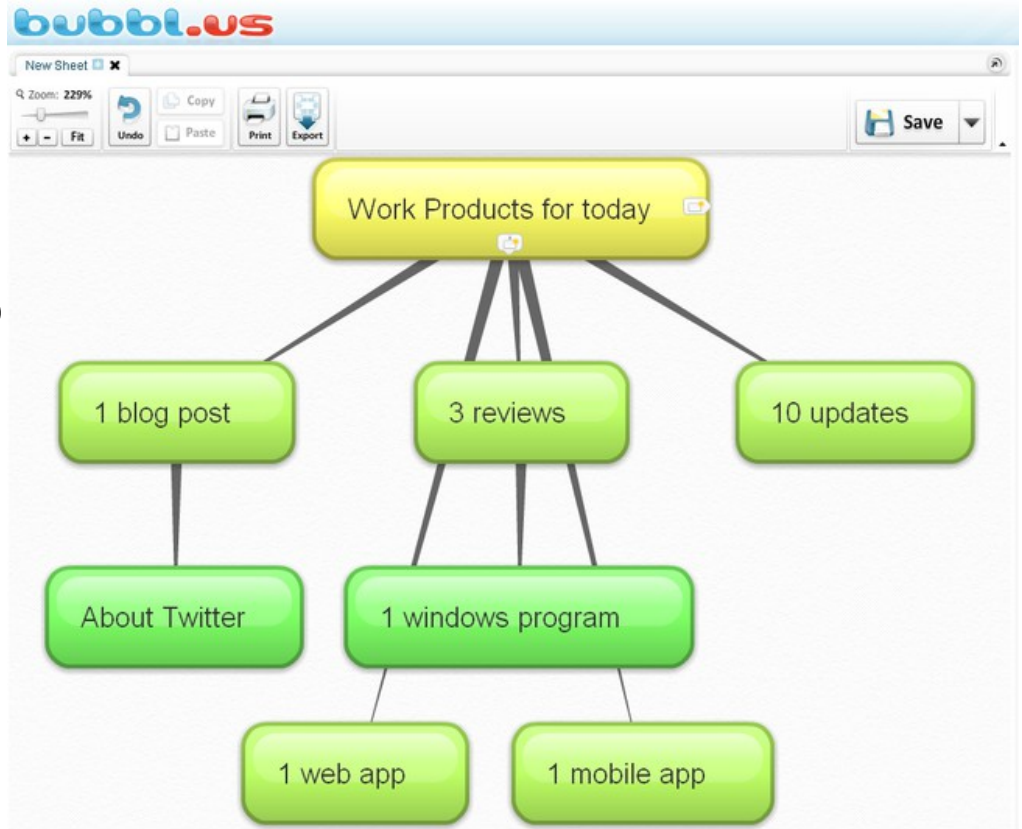 bubbl.us
New Sheet
Zoom: 229%
+ - Fit
Undo
Copy
Paste
Print
Export
Save
Work Products for today
1 blog post
3 reviews
10 updates
About Twitter
1 windows program
1 web app
1 mobile app